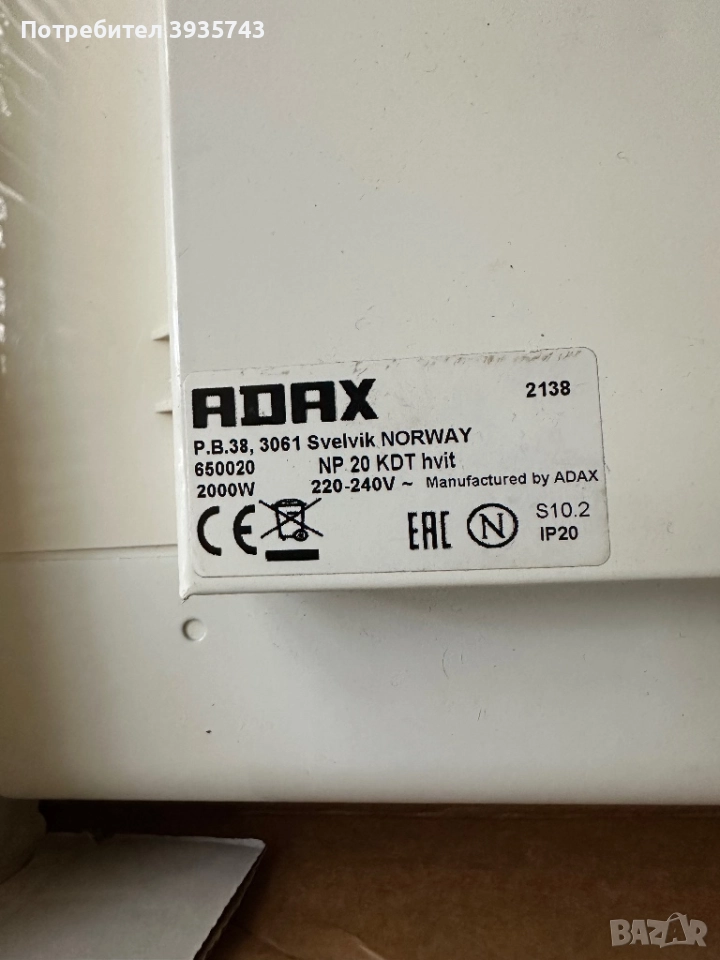 Потребител 3935743
ADAX
2138
P.B.38, 3061 Svelvik NORWAY
650020 NP 20 KDT hvit
2000W 220-240V ~ Manufactured by ADAX
CE EAC N S10.2
IP20
BAZAR